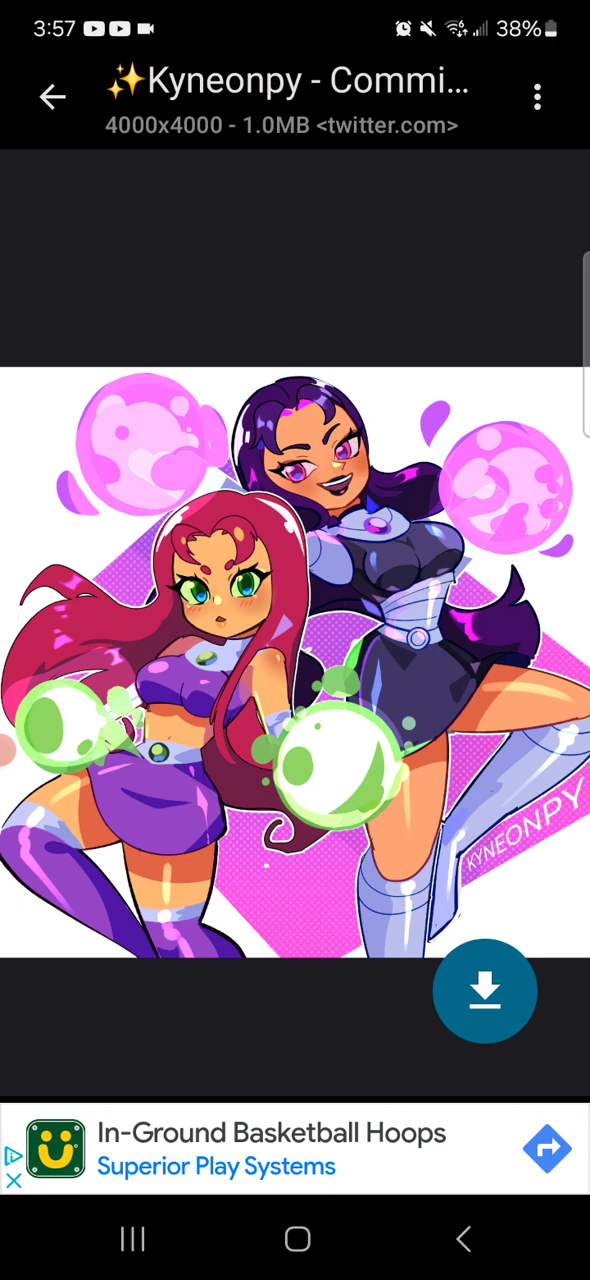 3:57
38%
✨Kyneonpy - Commi...
4000x4000 - 1.0MB <twitter.com>
KYNEONPY
In-Ground Basketball Hoops
Superior Play Systems